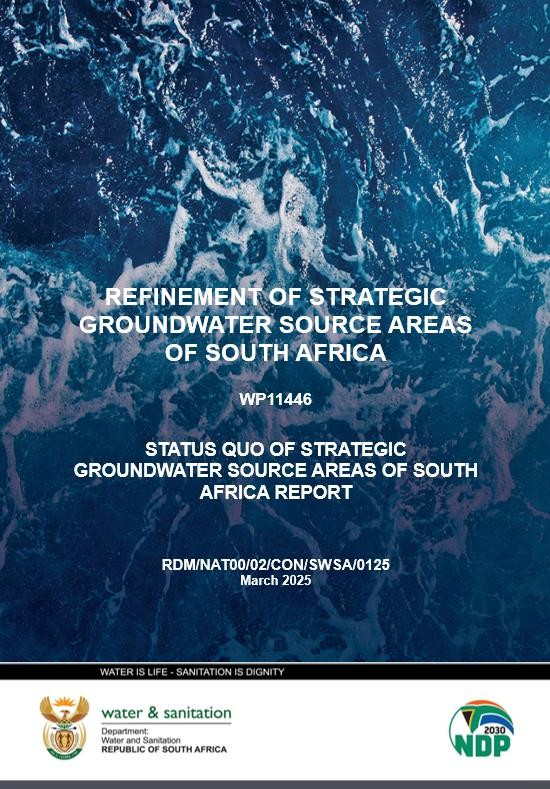 REFINEMENT OF STRATEGIC
GROUNDWATER SOURCE AREAS
OF SOUTH AFRICA
WP11446
STATUS QUO OF STRATEGIC
GROUNDWATER SOURCE AREAS OF SOUTH
AFRICA REPORT
RDM/NAT00/02/CON/SWSA/0125
March 2025
WATER IS LIFE - SANITATION IS DIGNITY
water & sanitation
Department:
Water and Sanitation
REPUBLIC OF SOUTH AFRICA
2030
NDP